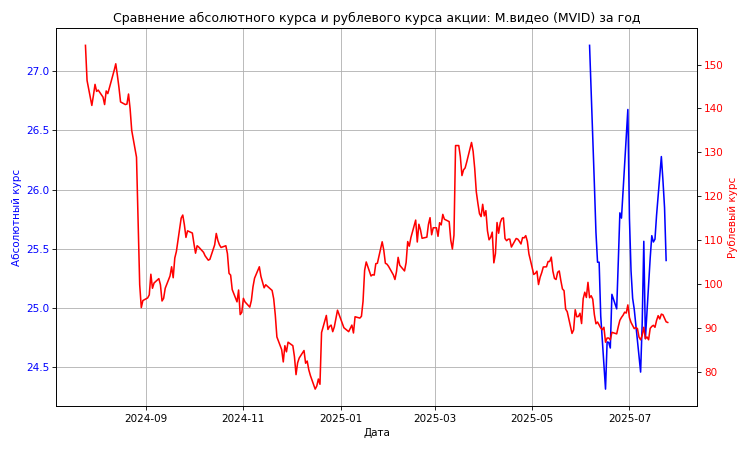 Сравнение абсолютного курса и рублевого курса акции: М.видео (MVID) за год
27.0
26.5
26.0
25.5
25.0
24.5
Абсолютный курс
150
140
130
120
110
100
90
80
Рублевый курс
2024-09 2024-11 2025-01 2025-03 2025-05 2025-07
Дата